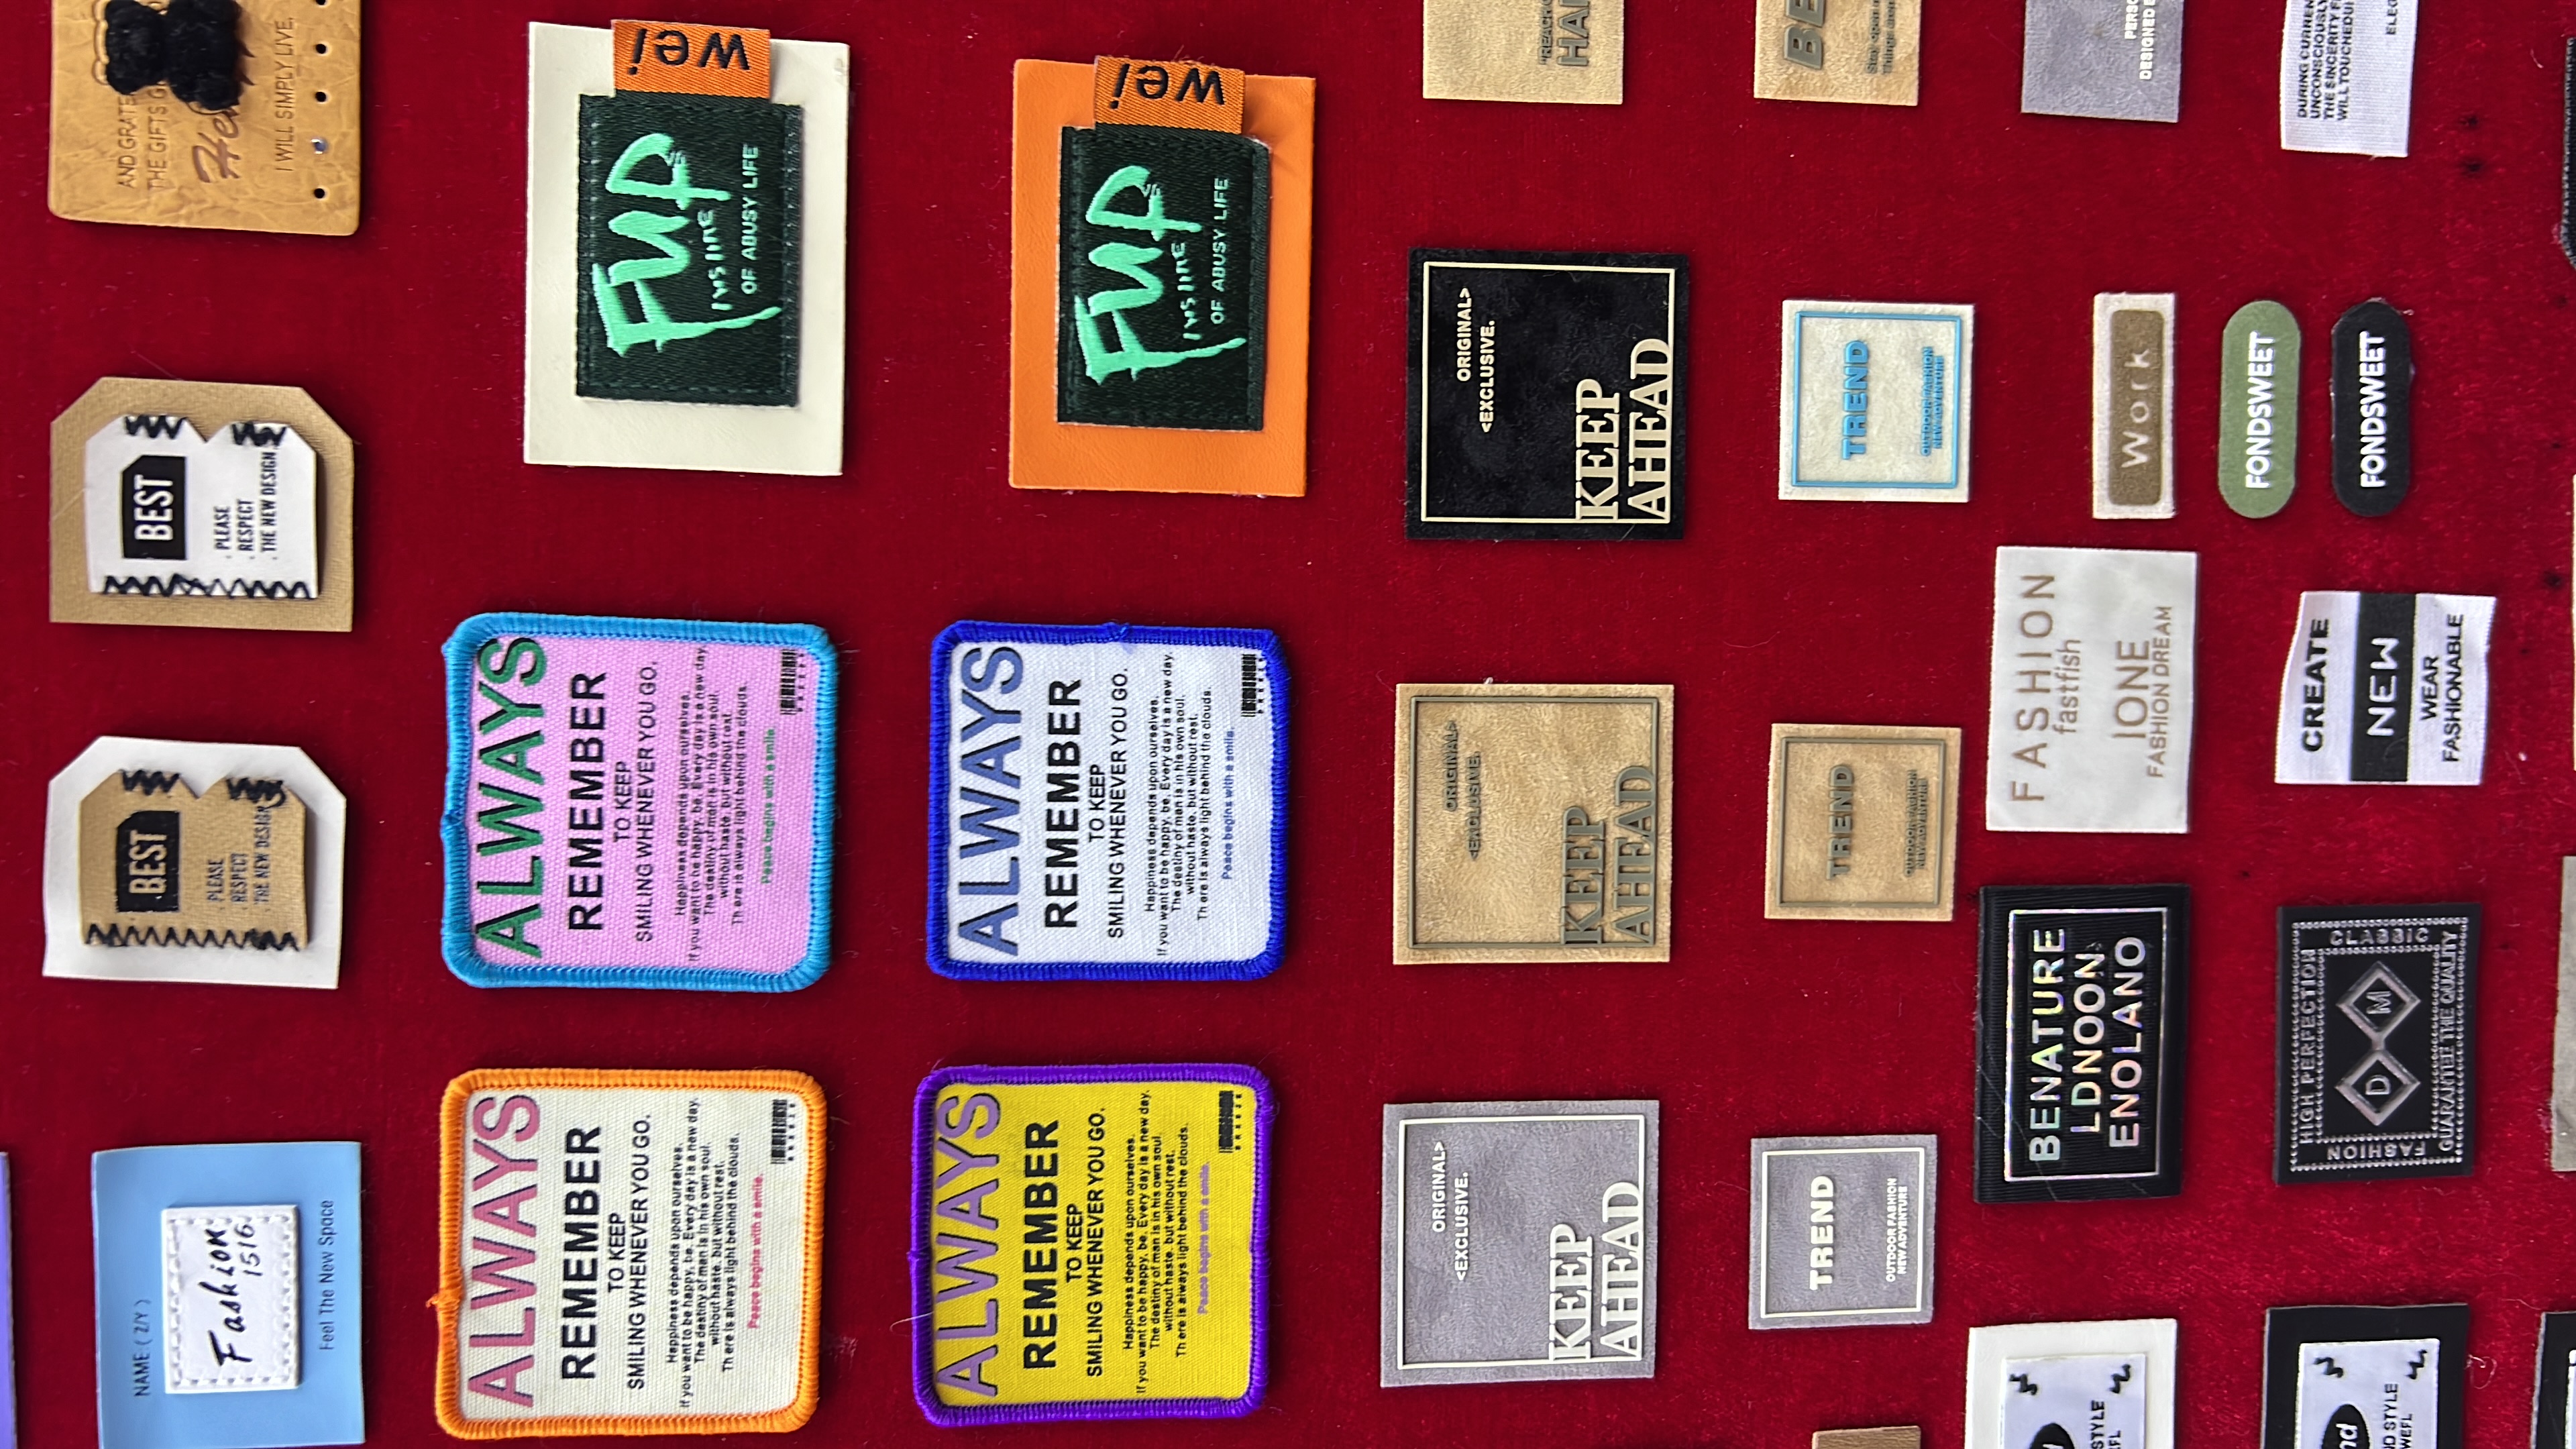 NAME ( Z/Y )
Fashion
1516
Feel The New Space
BEST
. PLEASE
. RESPECT
. THE NEW DESIGN
BEST
. PLEASE
. RESPECT
. THE NEW DESIGN
THE GIFTS
I WILL SIMPLY LIVE.
ALWAYS
REMEMBER
TO KEEP
SMILING WHENEVER YOU GO.
Happiness depends upon ourselves.
If you want to be happy, be. Every day is a new day.
The destiny of man is in his own soul.
without haste, but without rest.
There is always light behind the clouds.
Peace begins with a smile.
ALWAYS
REMEMBER
TO KEEP
SMILING WHENEVER YOU GO.
Happiness depends upon ourselves.
If you want to be happy, be. Every day is a new day.
The destiny of man is in his own soul.
without haste, but without rest.
There is always light behind the clouds.
Peace begins with a smile.
wei
FUP
OF ABUSY LIFE
ALWAYS
REMEMBER
TO KEEP
SMILING WHENEVER YOU GO.
Happiness depends upon ourselves.
If you want to be happy, be. Every day is a new day.
The destiny of man is in his own soul.
without haste, but without rest.
There is always light behind the clouds.
Peace begins with a smile.
ALWAYS
REMEMBER
TO KEEP
SMILING WHENEVER YOU GO.
Happiness depends upon ourselves.
If you want to be happy, be. Every day is a new day.
The destiny of man is in his own soul.
without haste, but without rest.
There is always light behind the clouds.
Peace begins with a smile.
wei
FUP
OF ABUSY LIFE
ORIGINAL>
<EXCLUSIVE.
KEEP
AHEAD
ORIGINAL>
<EXCLUSIVE.
KEEP
AHEAD
ORIGINAL>
<EXCLUSIVE.
KEEP
AHEAD
TREND
OUTDOOR FASHION
NEW ADVENTURE
TREND
OUTDOOR FASHION
NEW ADVENTURE
TREND
OUTDOOR FASHION
NEW ADVENTURE
BENATURE
LDNOON,
ENOLANO
FASHION
fastfish
IONE
FASHION DREAM
Work
FONDSWEET
FONDSWEET
DESIGNED
STYLE
STYLE
HIGH PERFECTION
CLASSIC
D M
FASHION
GUARANTEE THE QUALITY
CREATE
NEW
WEAR
FASHIONABLE
DURING
UNCONSCIOUSLY
THE SINCERITY
WILL TOUCHED